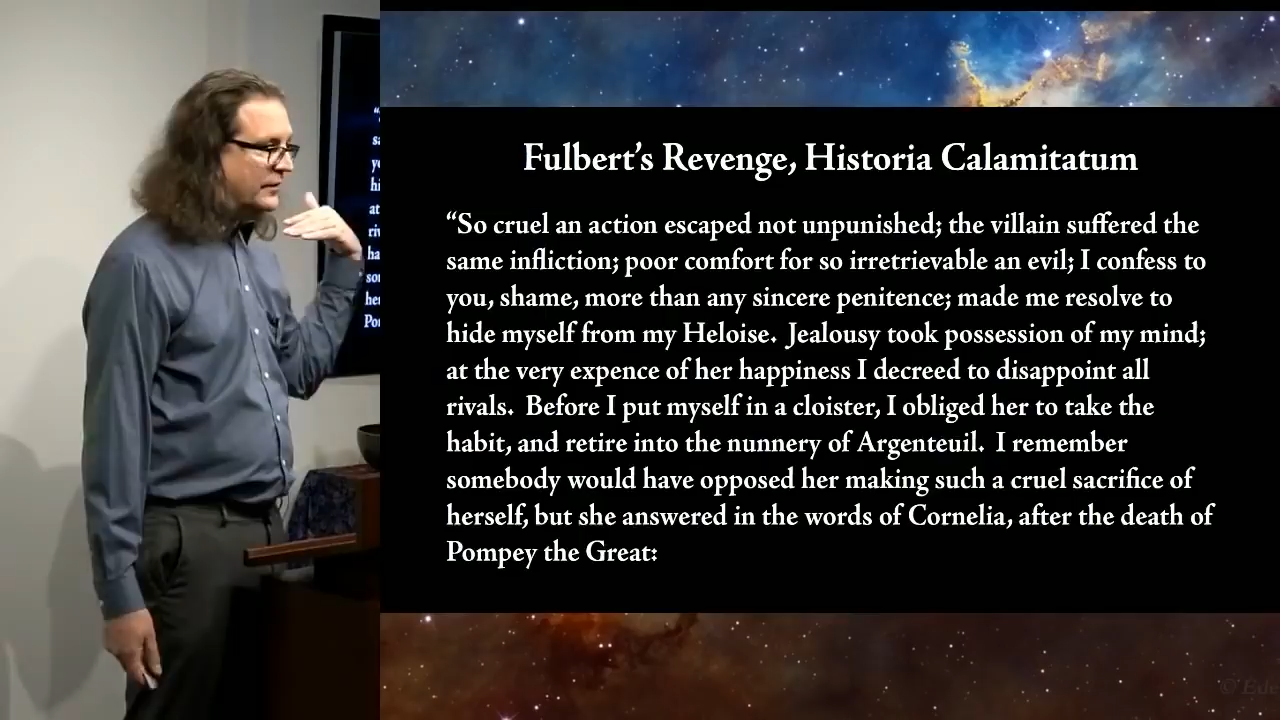 Fulbert’s Revenge, Historia Calamitatum
“So cruel an action escaped not unpunished; the villain suffered the
same infliction; poor comfort for so irretrievable an evil; I confess to
you, shame, more than any sincere penitence; made me resolve to
hide myself from my Heloise.  Jealousy took possession of my mind;
at the very expence of her happiness I decreed to disappoint all
rivals.  Before I put myself in a cloister, I obliged her to take the
habit, and retire into the nunnery of Argenteuil.  I remember
somebody would have opposed her making such a cruel sacrifice of
herself, but she answered in the words of Cornelia, after the death of
Pompey the Great: